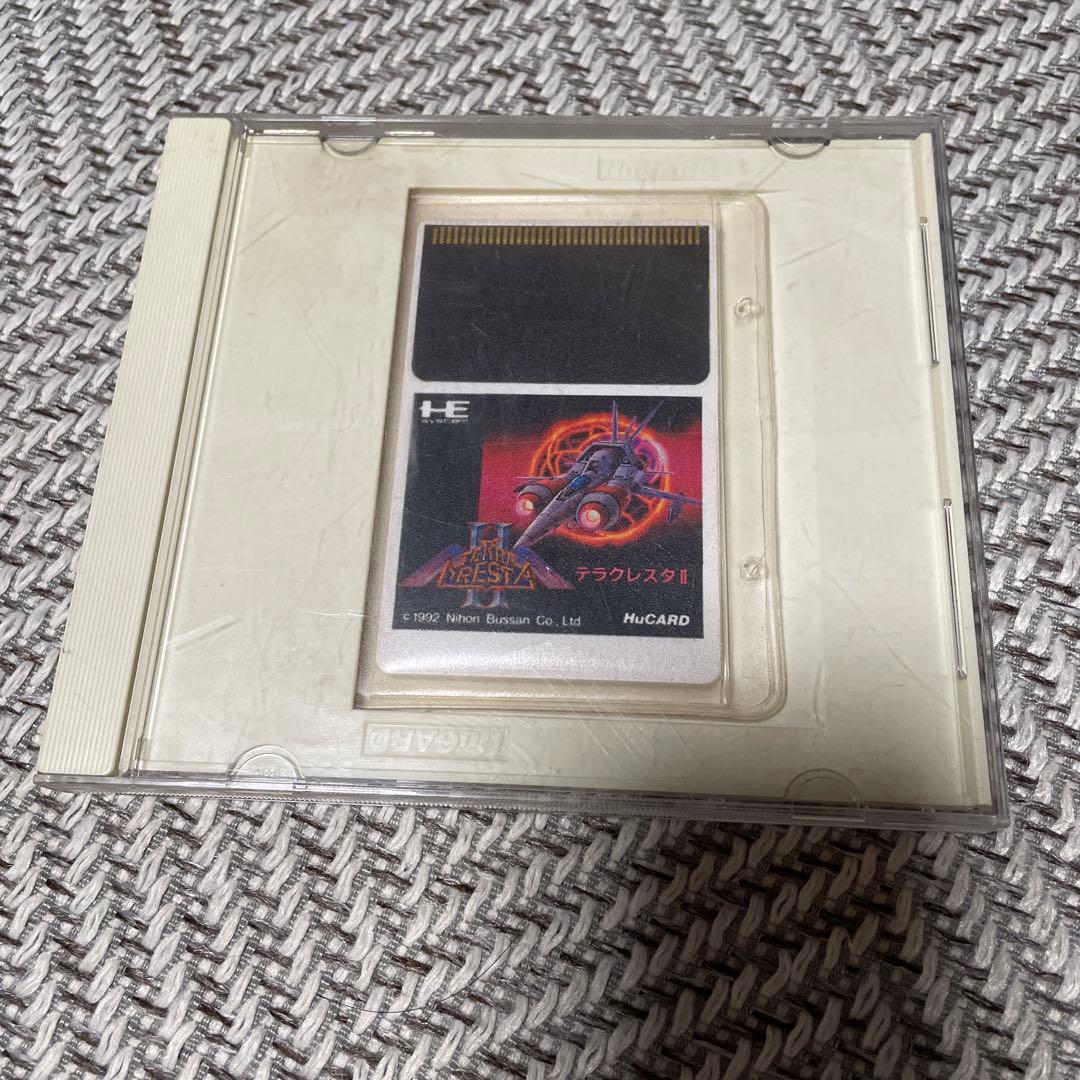 HuCARD
HE
SYSTEM
II
TERRA
CRESTA
テラクレスタII
c 1992 Nihon Bussan Co., Ltd
HuCARD
HuCARD